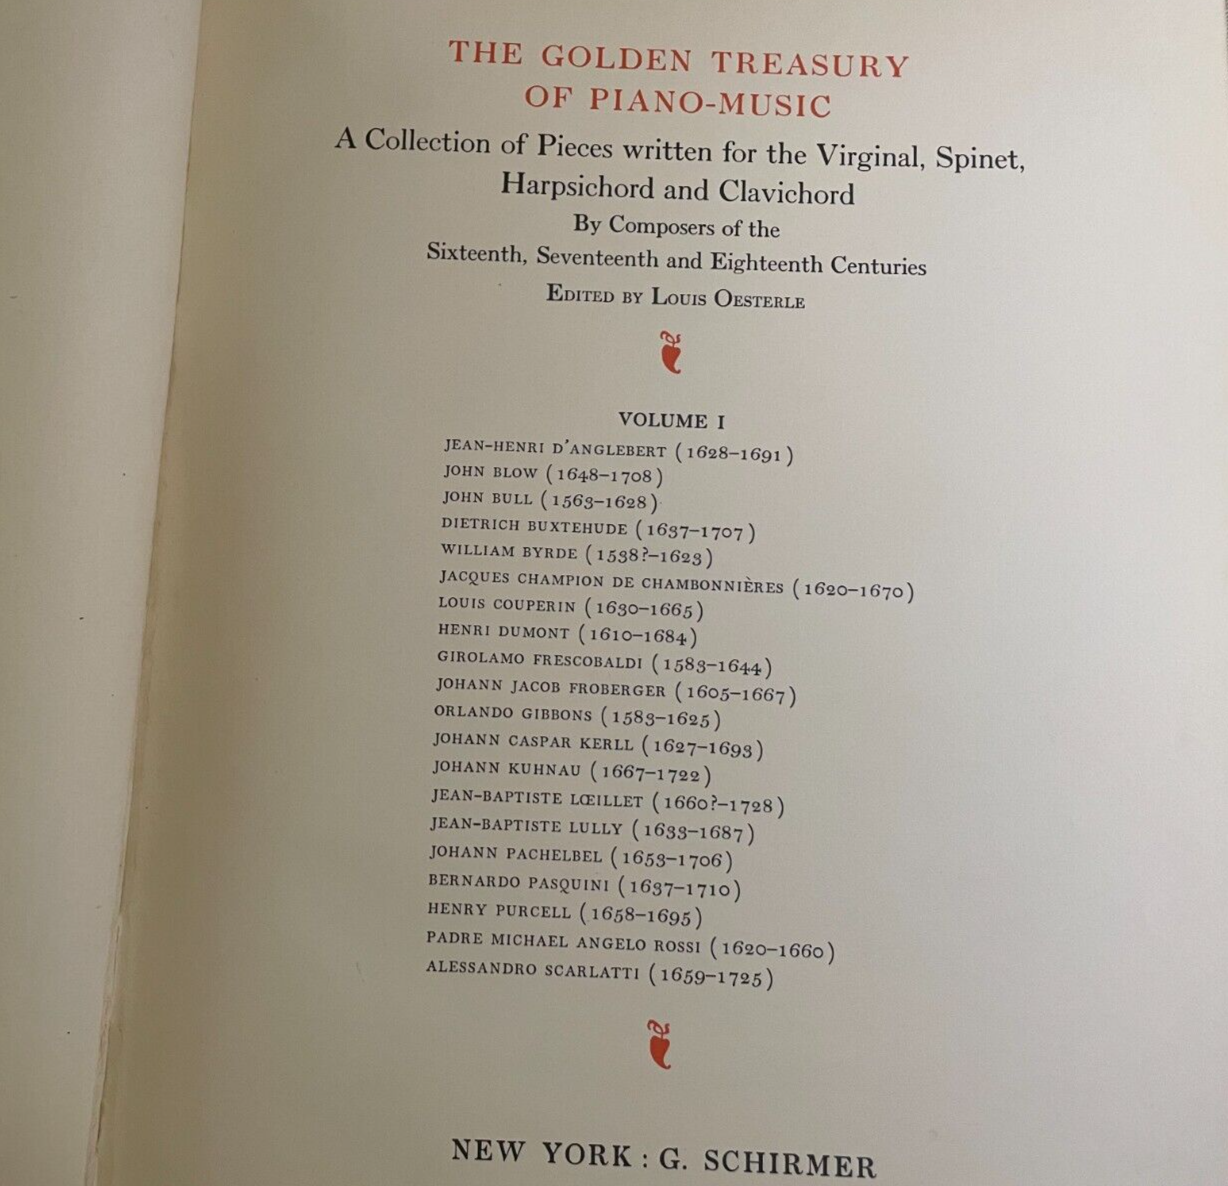 THE GOLDEN TREASURY
OF PIANO-MUSIC
A Collection of Pieces written for the Virginal, Spinet,
Harpsichord and Clavichord
By Composers of the
Sixteenth, Seventeenth and Eighteenth Centuries
EDITED BY LOUIS OESTERLE
VOLUME I
JEAN-HENRI D'ANGLEBERT (1628-1691)
JOHN BLOW (1648-1708)
JOHN BULL (1563-1628)
DIETRICH BUXTEHUDE (1637-1707)
WILLIAM BYRDE (1538?-1623)
JACQUES CHAMPION DE CHAMBONNIÈRES (1620-1670)
LOUIS COUPERIN (1630-1665)
HENRI DUMONT (1610-1684)
GIROLAMO FRESCOBALDI (1583-1644)
JOHANN JACOB FROBERGER (1605-1667)
ORLANDO GIBBONS (1583-1625)
JOHANN CASPAR KERLL (1627-1693)
JOHANN KUHNAU (1667-1722)
JEAN-BAPTISTE LŒILLET (1660?-1728)
JEAN-BAPTISTE LULLY (1633-1687)
JOHANN PACHELBEL (1653-1706)
BERNARDO PASQUINI (1637-1710)
HENRY PURCELL (1658-1695)
PADRE MICHAEL ANGELO ROSSI (1620-1660)
ALESSANDRO SCARLATTI (1659-1725)
NEW YORK : G. SCHIRMER